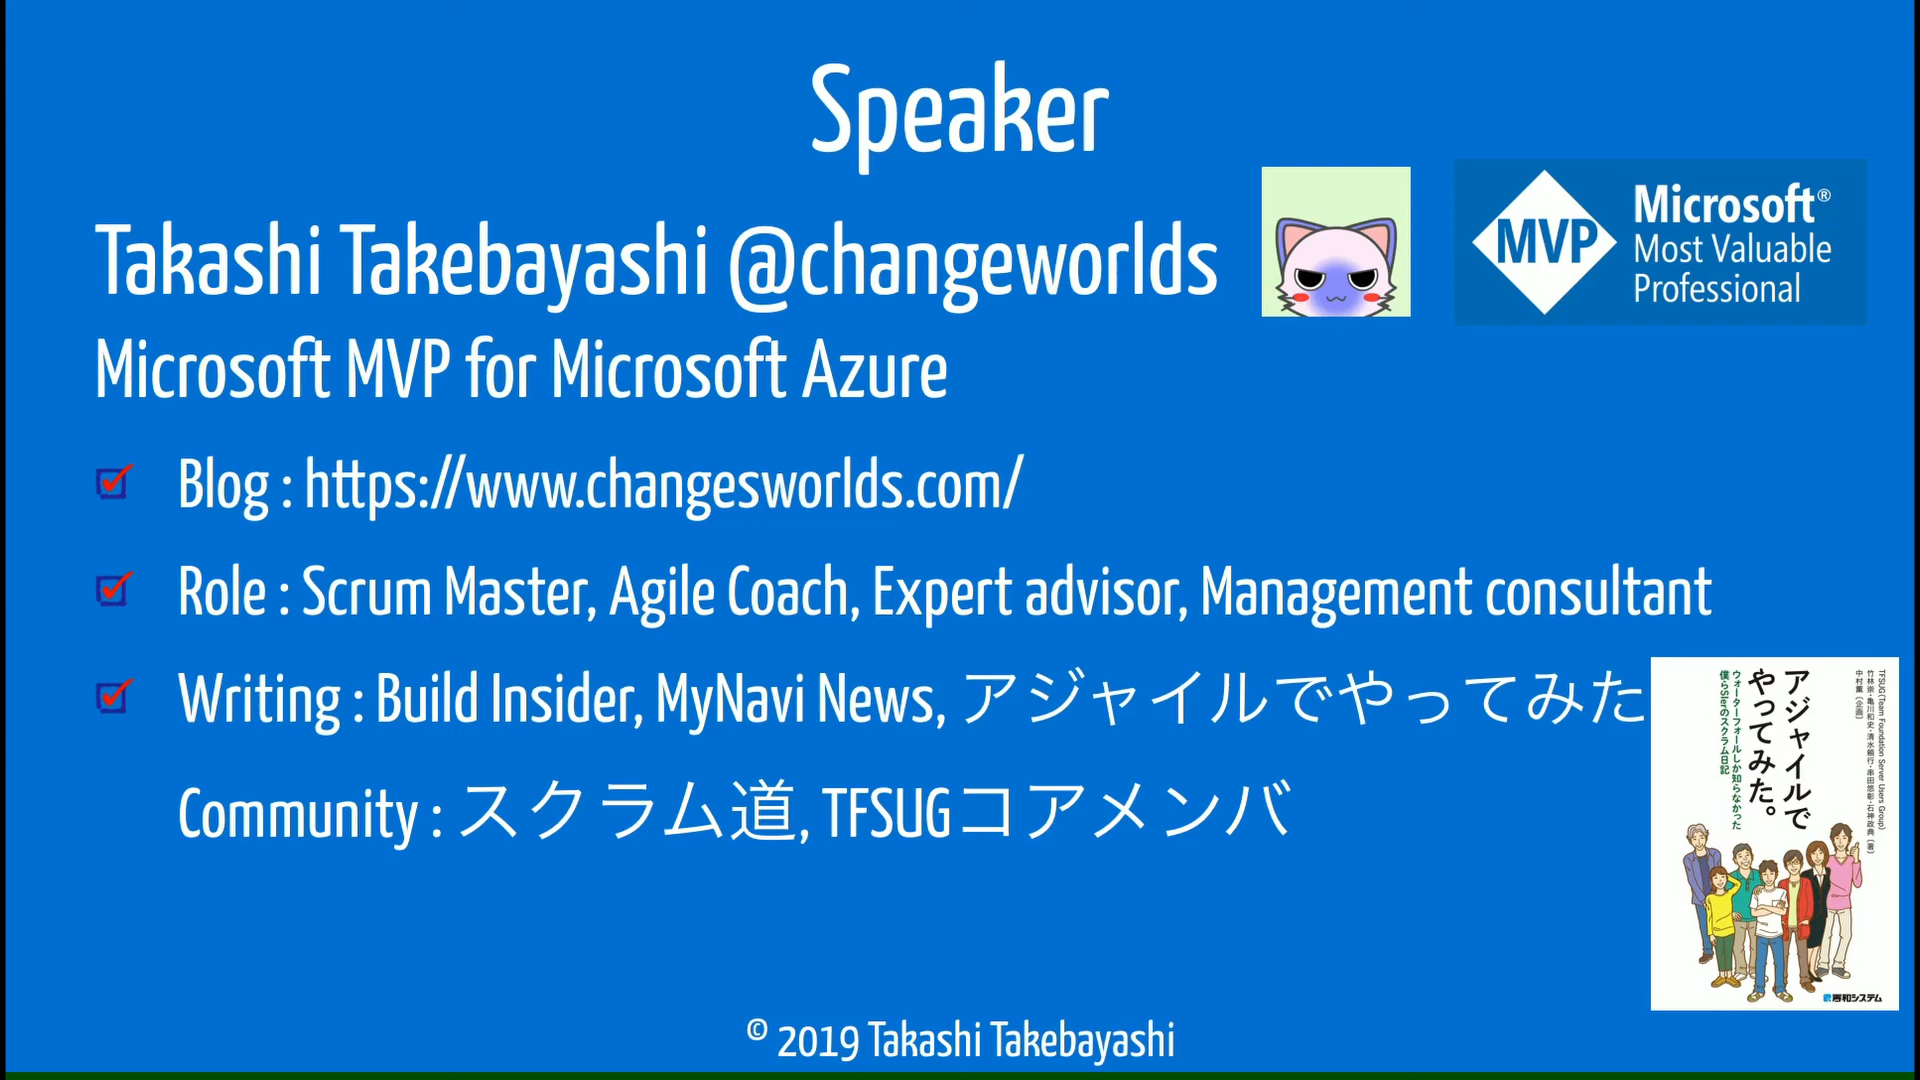 Speaker
Takashi Takebayashi @changeworlds
MVP
Microsoft®
Most Valuable
Professional
Microsoft MVP for Microsoft Azure
Blog : https://www.changesworlds.com/
Role : Scrum Master, Agile Coach, Expert advisor, Management consultant
Writing : Build Insider, MyNavi News, アジャイルでやってみた
Community : スクラム道, TFSUGコアメンバ
TFSUG(Team Foundation Server Users Group)
竹林崇・亀川和史・清水頼行・串田悠彰・石神政典 [著]
中村薫 [企画]
アジャイルで
やってみた。
ウォーターフォールしか知らなかった
僕らSIerのスクラム日記
秀和システム
© 2019 Takashi Takebayashi